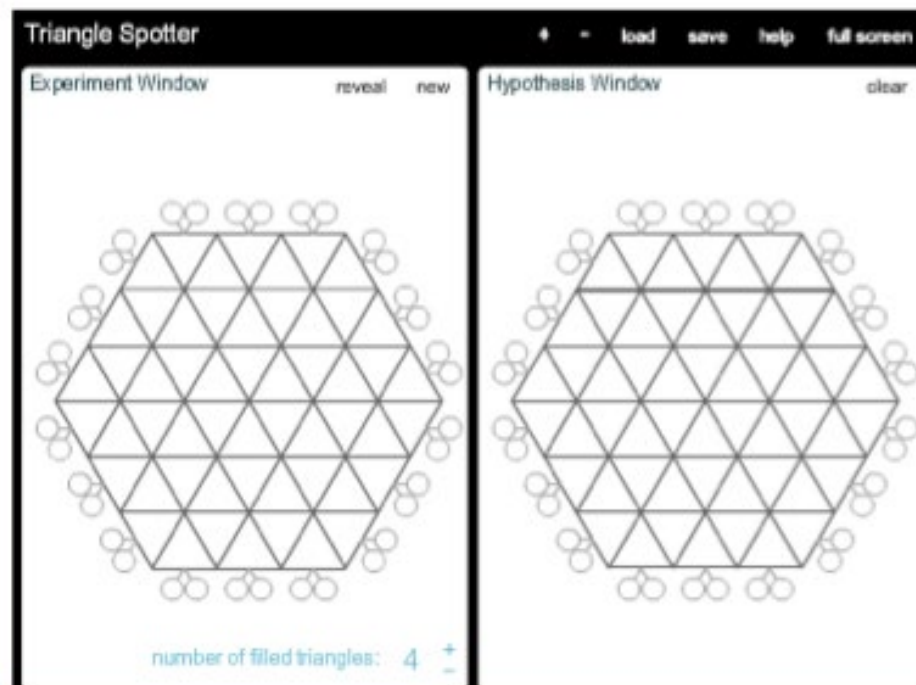 Triangle Spotter + - load save help full screen
Experiment Window reveal new
Hypothesis Window clear
number of filled triangles: 4 + -